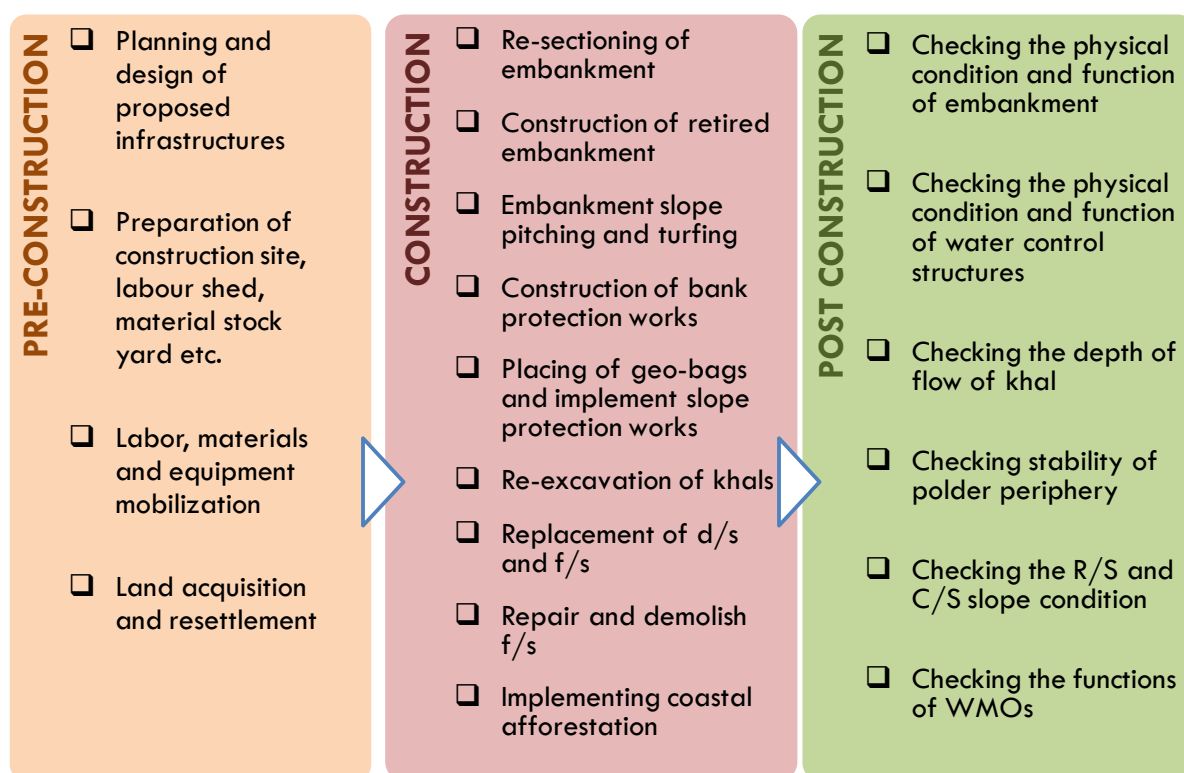 PRE-CONSTRUCTION
❑ Planning and
design of
proposed
infrastructures
❑ Preparation of
construction site,
labour shed,
material stock
yard etc.
❑ Labor, materials
and equipment
mobilization
❑ Land acquisition
and resettlement
CONSTRUCTION
❑ Re-sectioning of
embankment
❑ Construction of retired
embankment
❑ Embankment slope
pitching and turfing
❑ Construction of bank
protection works
❑ Placing of geo-bags
and implement slope
protection works
❑ Re-excavation of khals
❑ Replacement of d/s
and f/s
❑ Repair and demolish
f/s
❑ Implementing coastal
afforestation
POST CONSTRUCTION
❑ Checking the physical
condition and function
of embankment
❑ Checking the physical
condition and function
of water control
structures
❑ Checking the depth of
flow of khal
❑ Checking stability of
polder periphery
❑ Checking the R/S and
C/S slope condition
❑ Checking the functions
of WMOs